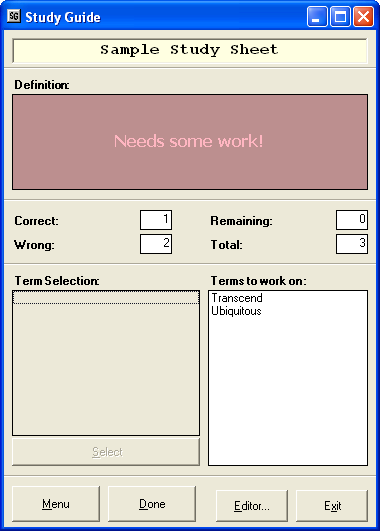 SG Study Guide
Sample Study Sheet
Definition:
Needs some work!
Correct: 1 Remaining: 0
Wrong: 2 Total: 3
Term Selection: Terms to work on:
Transcend
Ubiquitous
Select
Menu Done Editor... Exit